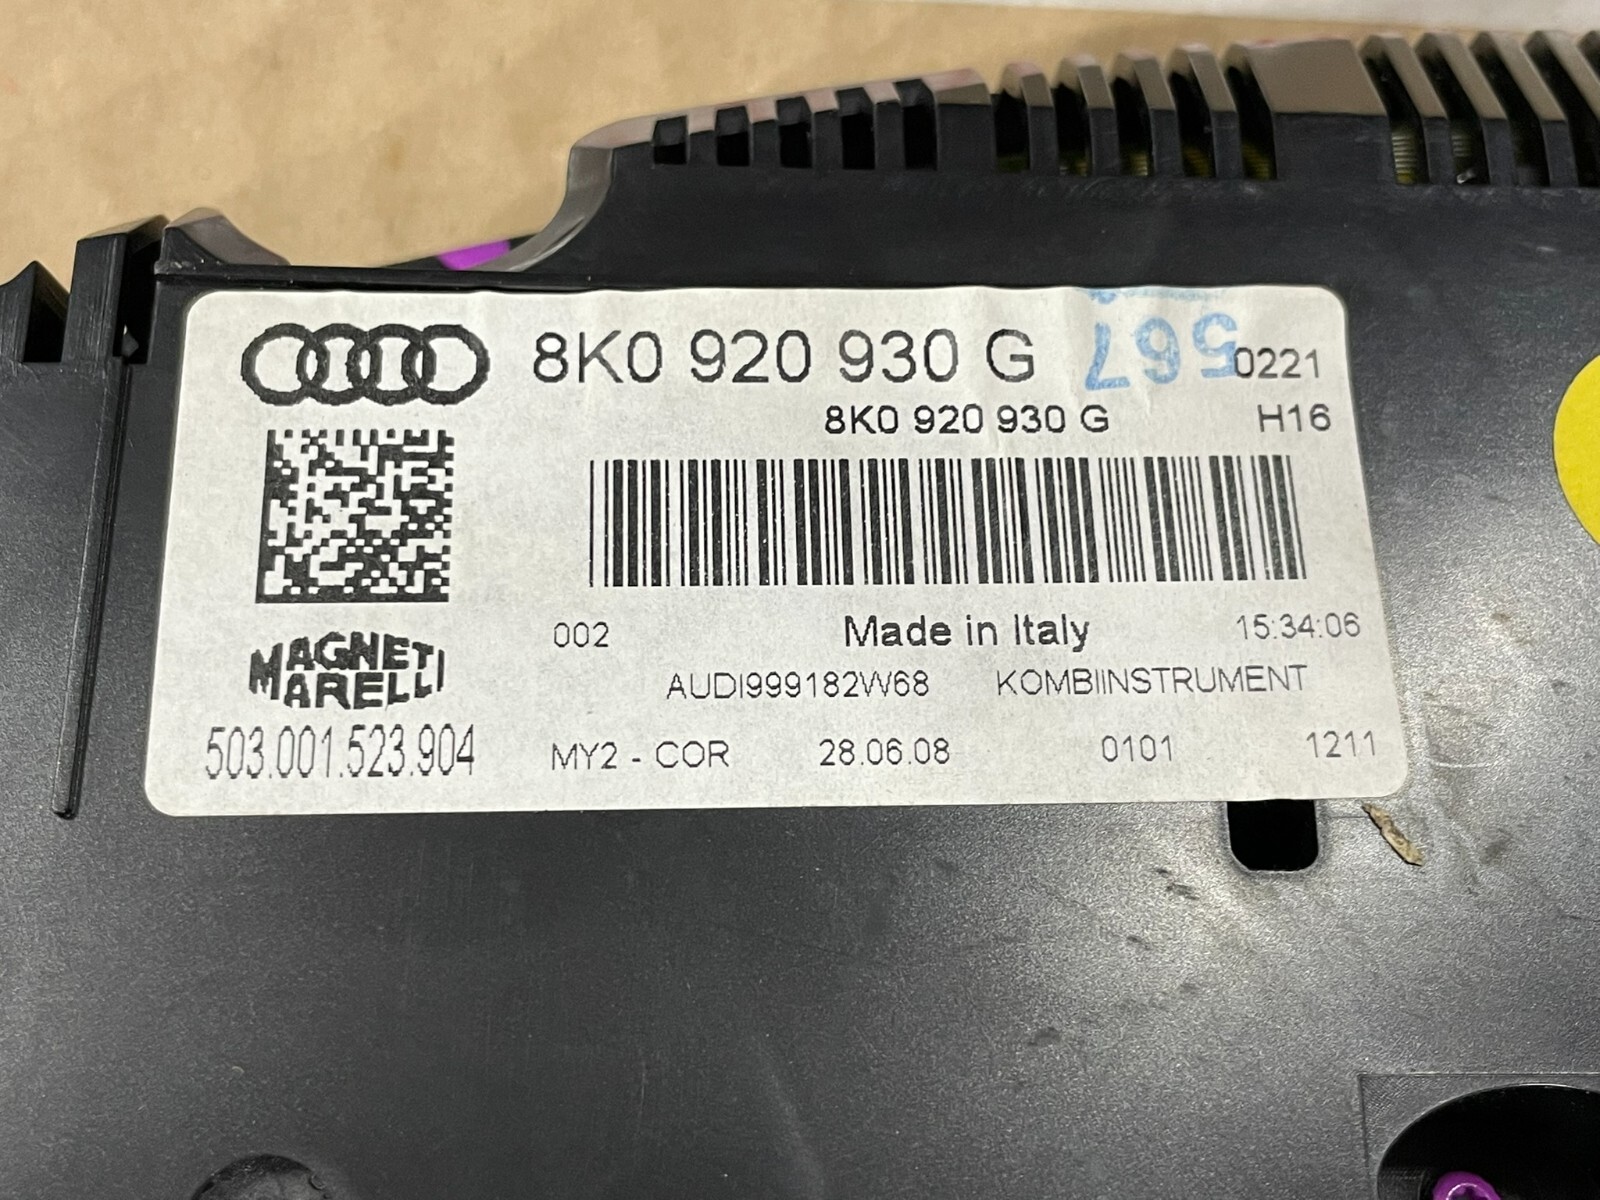 8K0 920 930 G 567 0221
8K0 920 930 G H16
002 Made in Italy 15:34:06
MAGNETI
MARELLI
AUDI999182W68 KOMBIINSTRUMENT
503.001.523.904 MY2 - COR 28.06.08 0101 1211